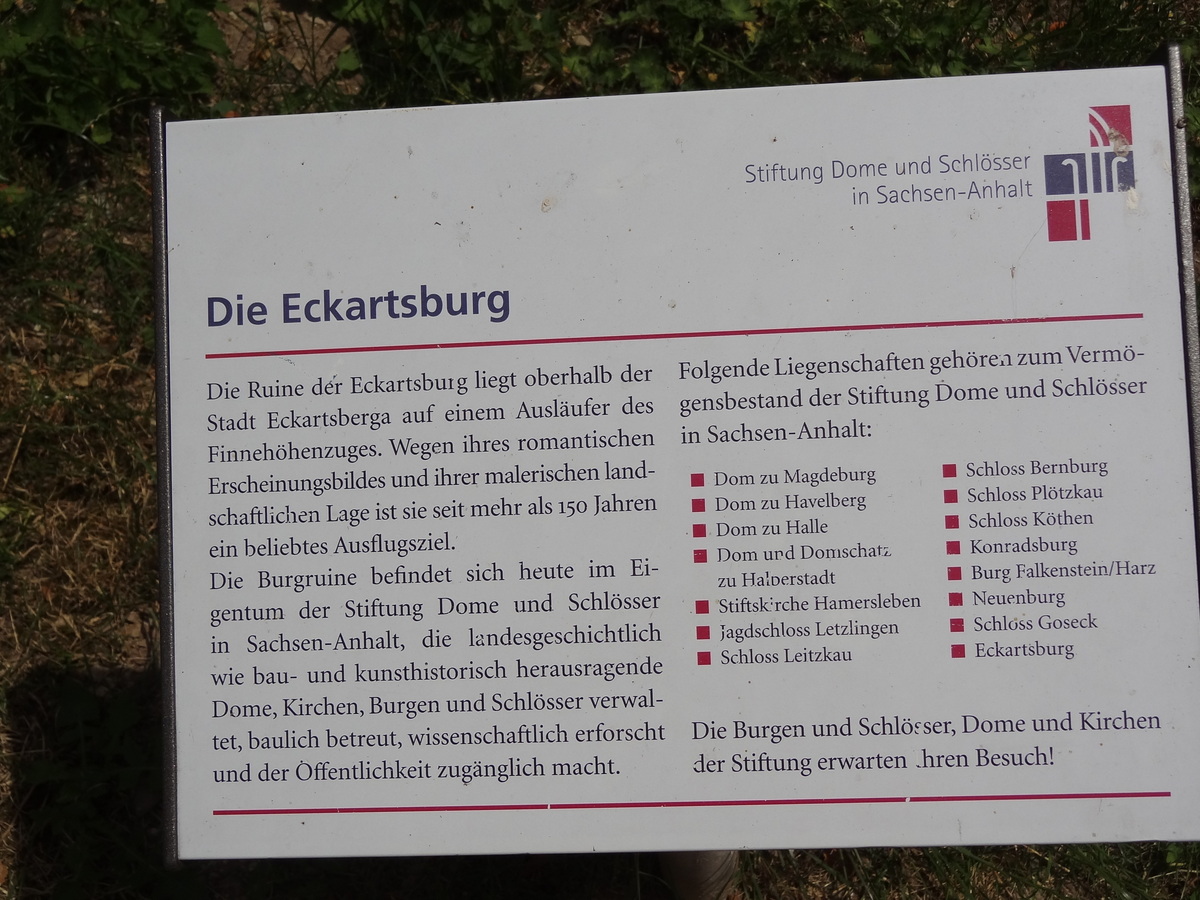 Stiftung Dome und Schlösser
in Sachsen-Anhalt
Die Eckartsburg
Die Ruine der Eckartsburg liegt oberhalb der
Stadt Eckartsberga auf einem Ausläufer des
Finnehöhenzuges. Wegen ihres romantischen
Erscheinungsbildes und ihrer malerischen land-
schaftlichen Lage ist sie seit mehr als 150 Jahren
ein beliebtes Ausflugsziel.
Die Burgruine befindet sich heute im Ei-
gentum der Stiftung Dome und Schlösser
in Sachsen-Anhalt, die landesgeschichtlich
wie bau- und kunsthistorisch herausragende
Dome, Kirchen, Burgen und Schlösser verwal-
tet, baulich betreut, wissenschaftlich erforscht
und der Öffentlichkeit zugänglich macht.
Folgende Liegenschaften gehören zum Vermö-
gensbestand der Stiftung Dome und Schlösser
in Sachsen-Anhalt:
Dom zu Magdeburg
Dom zu Havelberg
Dom zu Halle
Dom und Domschatz
zu Halberstadt
Stiftskirche Hamersleben
Jagdschloss Letzlingen
Schloss Leitzkau
Schloss Bernburg
Schloss Plötzkau
Schloss Köthen
Konradsburg
Burg Falkenstein/Harz
Neuenburg
Schloss Goseck
Eckartsburg
Die Burgen und Schlösser, Dome und Kirchen
der Stiftung erwarten Ihren Besuch!